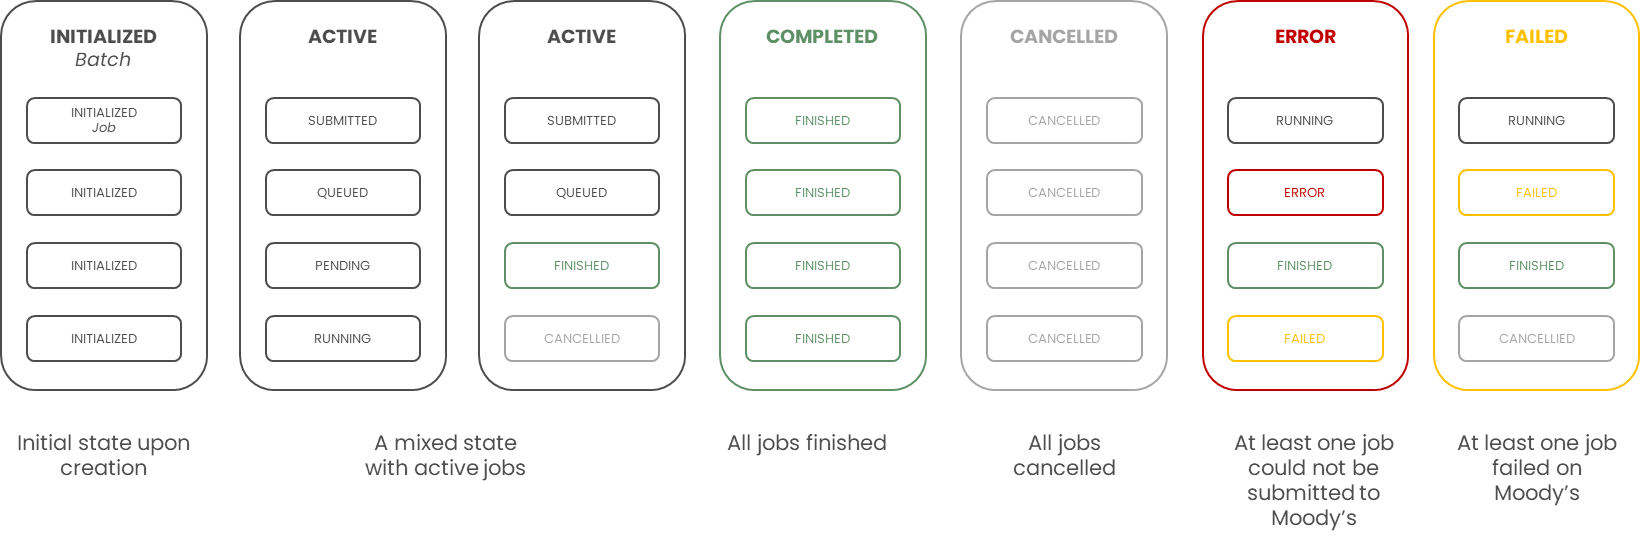 INITIALIZED
Batch
INITIALIZED
Job
INITIALIZED
INITIALIZED
INITIALIZED
Initial state upon
creation
ACTIVE
SUBMITTED
QUEUED
PENDING
RUNNING
ACTIVE
SUBMITTED
QUEUED
FINISHED
CANCELLIED
A mixed state
with active jobs
COMPLETED
FINISHED
FINISHED
FINISHED
FINISHED
All jobs finished
CANCELLED
CANCELLED
CANCELLED
CANCELLED
CANCELLED
All jobs
cancelled
ERROR
RUNNING
ERROR
FINISHED
FAILED
At least one job
could not be
submitted to
Moody’s
FAILED
RUNNING
FAILED
FINISHED
CANCELLIED
At least one job
failed on
Moody’s